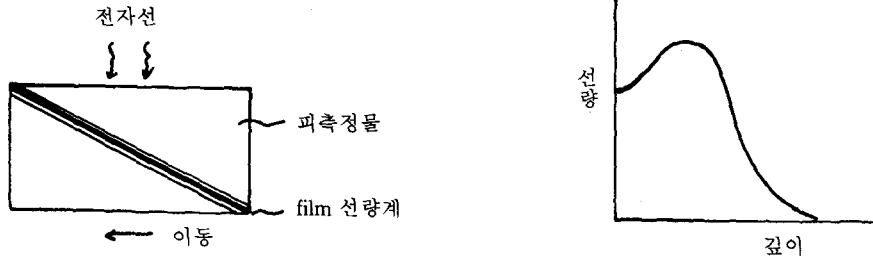 전자선
피측정물
film 선량계
이동
선량
깊이